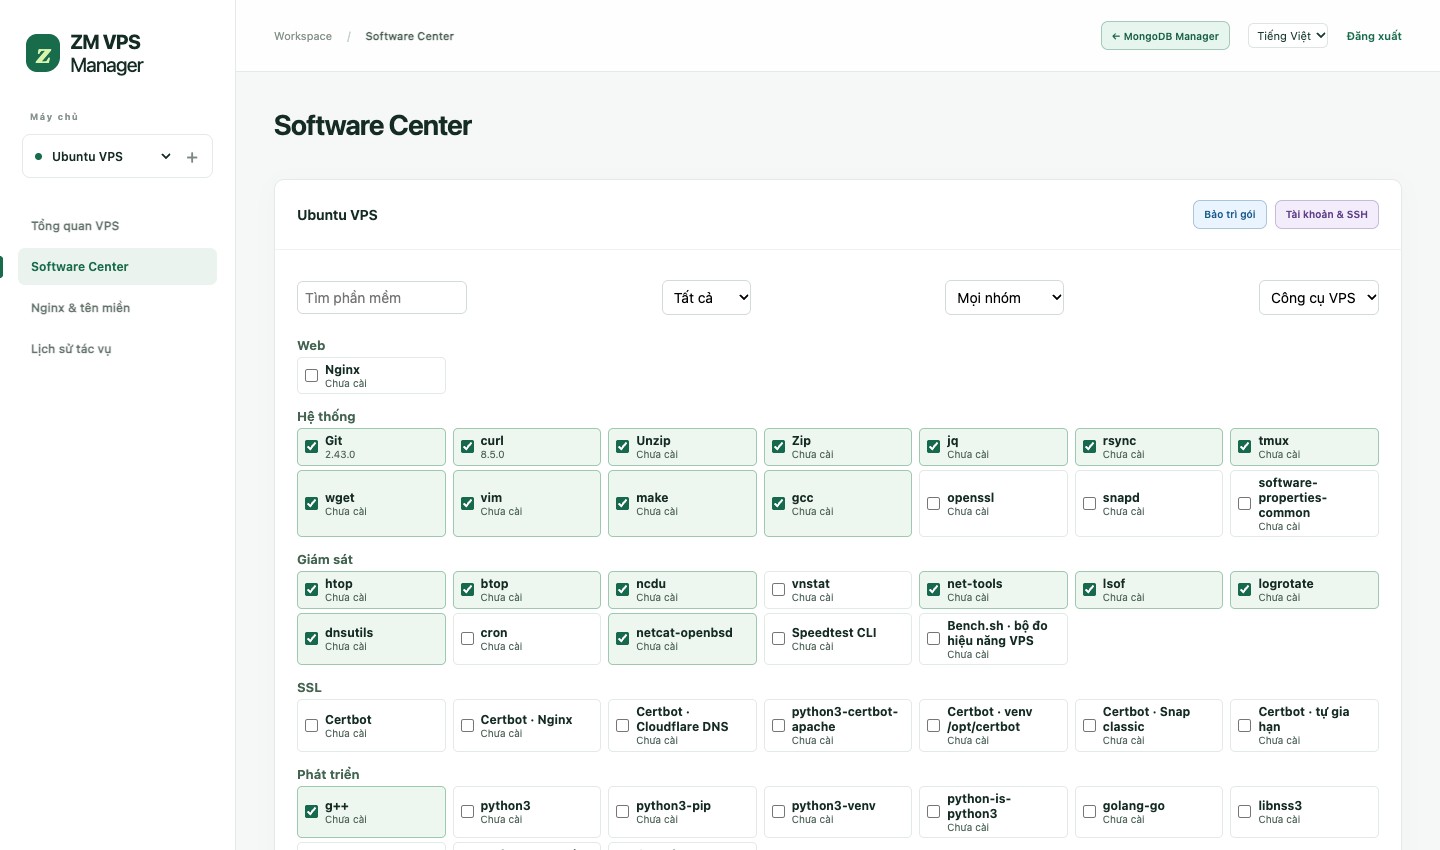 z
ZM VPS
Manager
Máy chủ
Ubuntu VPS
+
Tổng quan VPS
Software Center
Nginx & tên miền
Lịch sử tác vụ
Workspace / Software Center
← MongoDB Manager
Tiếng Việt
Đăng xuất
Software Center
Ubuntu VPS
Bảo trì gói
Tài khoản & SSH
Tìm phần mềm
Tất cả
Mọi nhóm
Công cụ VPS
Web
Nginx
Chưa cài
Hệ thống
Git
2.43.0
curl
8.5.0
Unzip
Chưa cài
Zip
Chưa cài
jq
Chưa cài
rsync
Chưa cài
tmux
Chưa cài
wget
Chưa cài
vim
Chưa cài
make
Chưa cài
gcc
Chưa cài
openssl
Chưa cài
snapd
Chưa cài
software-
properties-
common
Chưa cài
Giám sát
htop
Chưa cài
btop
Chưa cài
ncdu
Chưa cài
vnstat
Chưa cài
net-tools
Chưa cài
lsof
Chưa cài
logrotate
Chưa cài
dnsutils
Chưa cài
cron
Chưa cài
netcat-openbsd
Chưa cài
Speedtest CLI
Chưa cài
Bench.sh · bộ đo
hiệu năng VPS
Chưa cài
SSL
Certbot
Chưa cài
Certbot · Nginx
Chưa cài
Certbot ·
Cloudflare DNS
Chưa cài
python3-certbot-
apache
Chưa cài
Certbot · venv
/opt/certbot
Chưa cài
Certbot · Snap
classic
Chưa cài
Certbot · tự gia
hạn
Chưa cài
Phát triển
g++
Chưa cài
python3
Chưa cài
python3-pip
Chưa cài
python3-venv
Chưa cài
python-is-
python3
Chưa cài
golang-go
Chưa cài
libnss3
Chưa cài